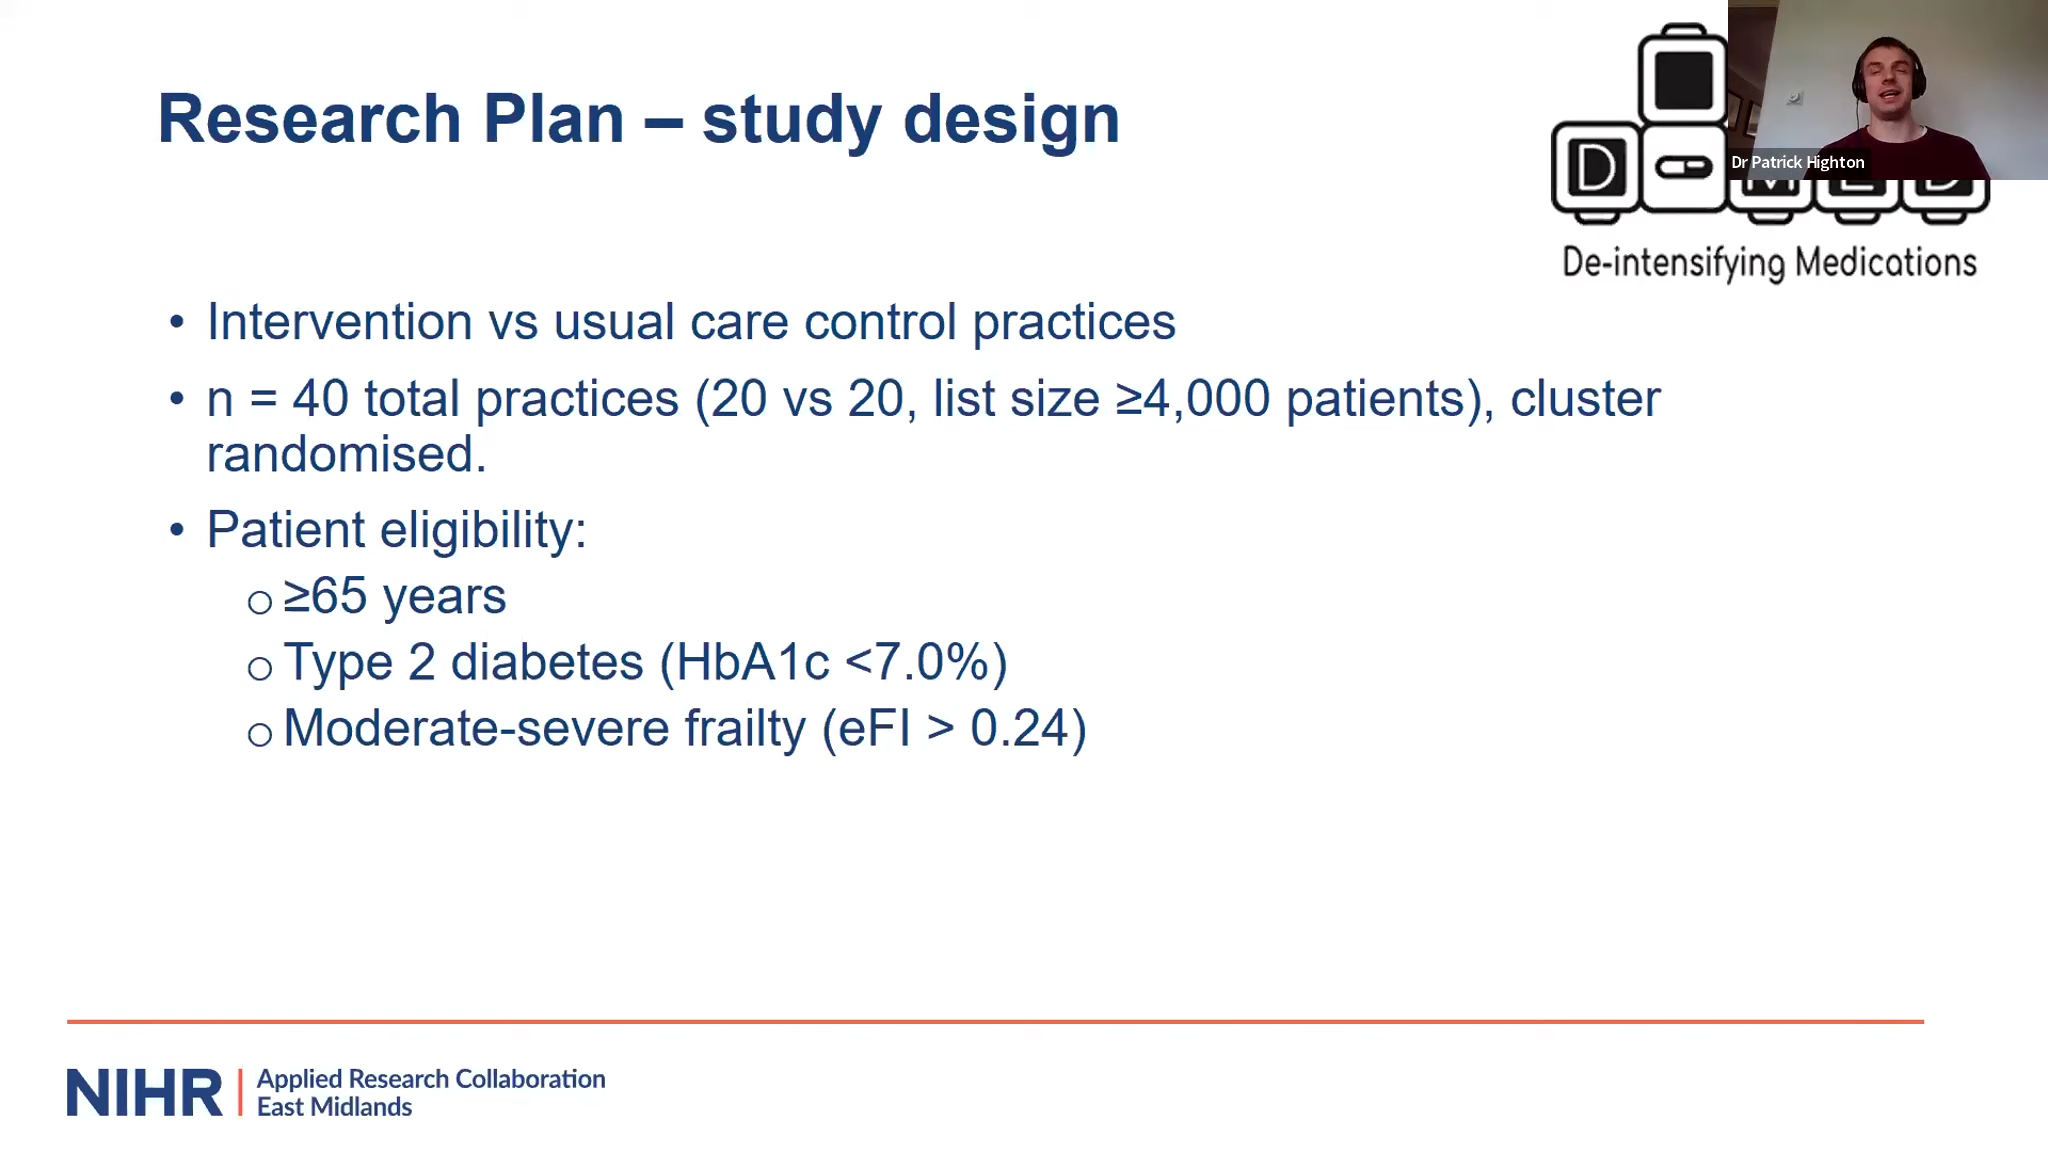 Research Plan – study design
Dr Patrick Highton
D
De-intensifying Medications
• Intervention vs usual care control practices
• n = 40 total practices (20 vs 20, list size ≥4,000 patients), cluster
randomised.
• Patient eligibility:
o ≥65 years
o Type 2 diabetes (HbA1c <7.0%)
o Moderate-severe frailty (eFI > 0.24)
NIHR | Applied Research Collaboration
East Midlands